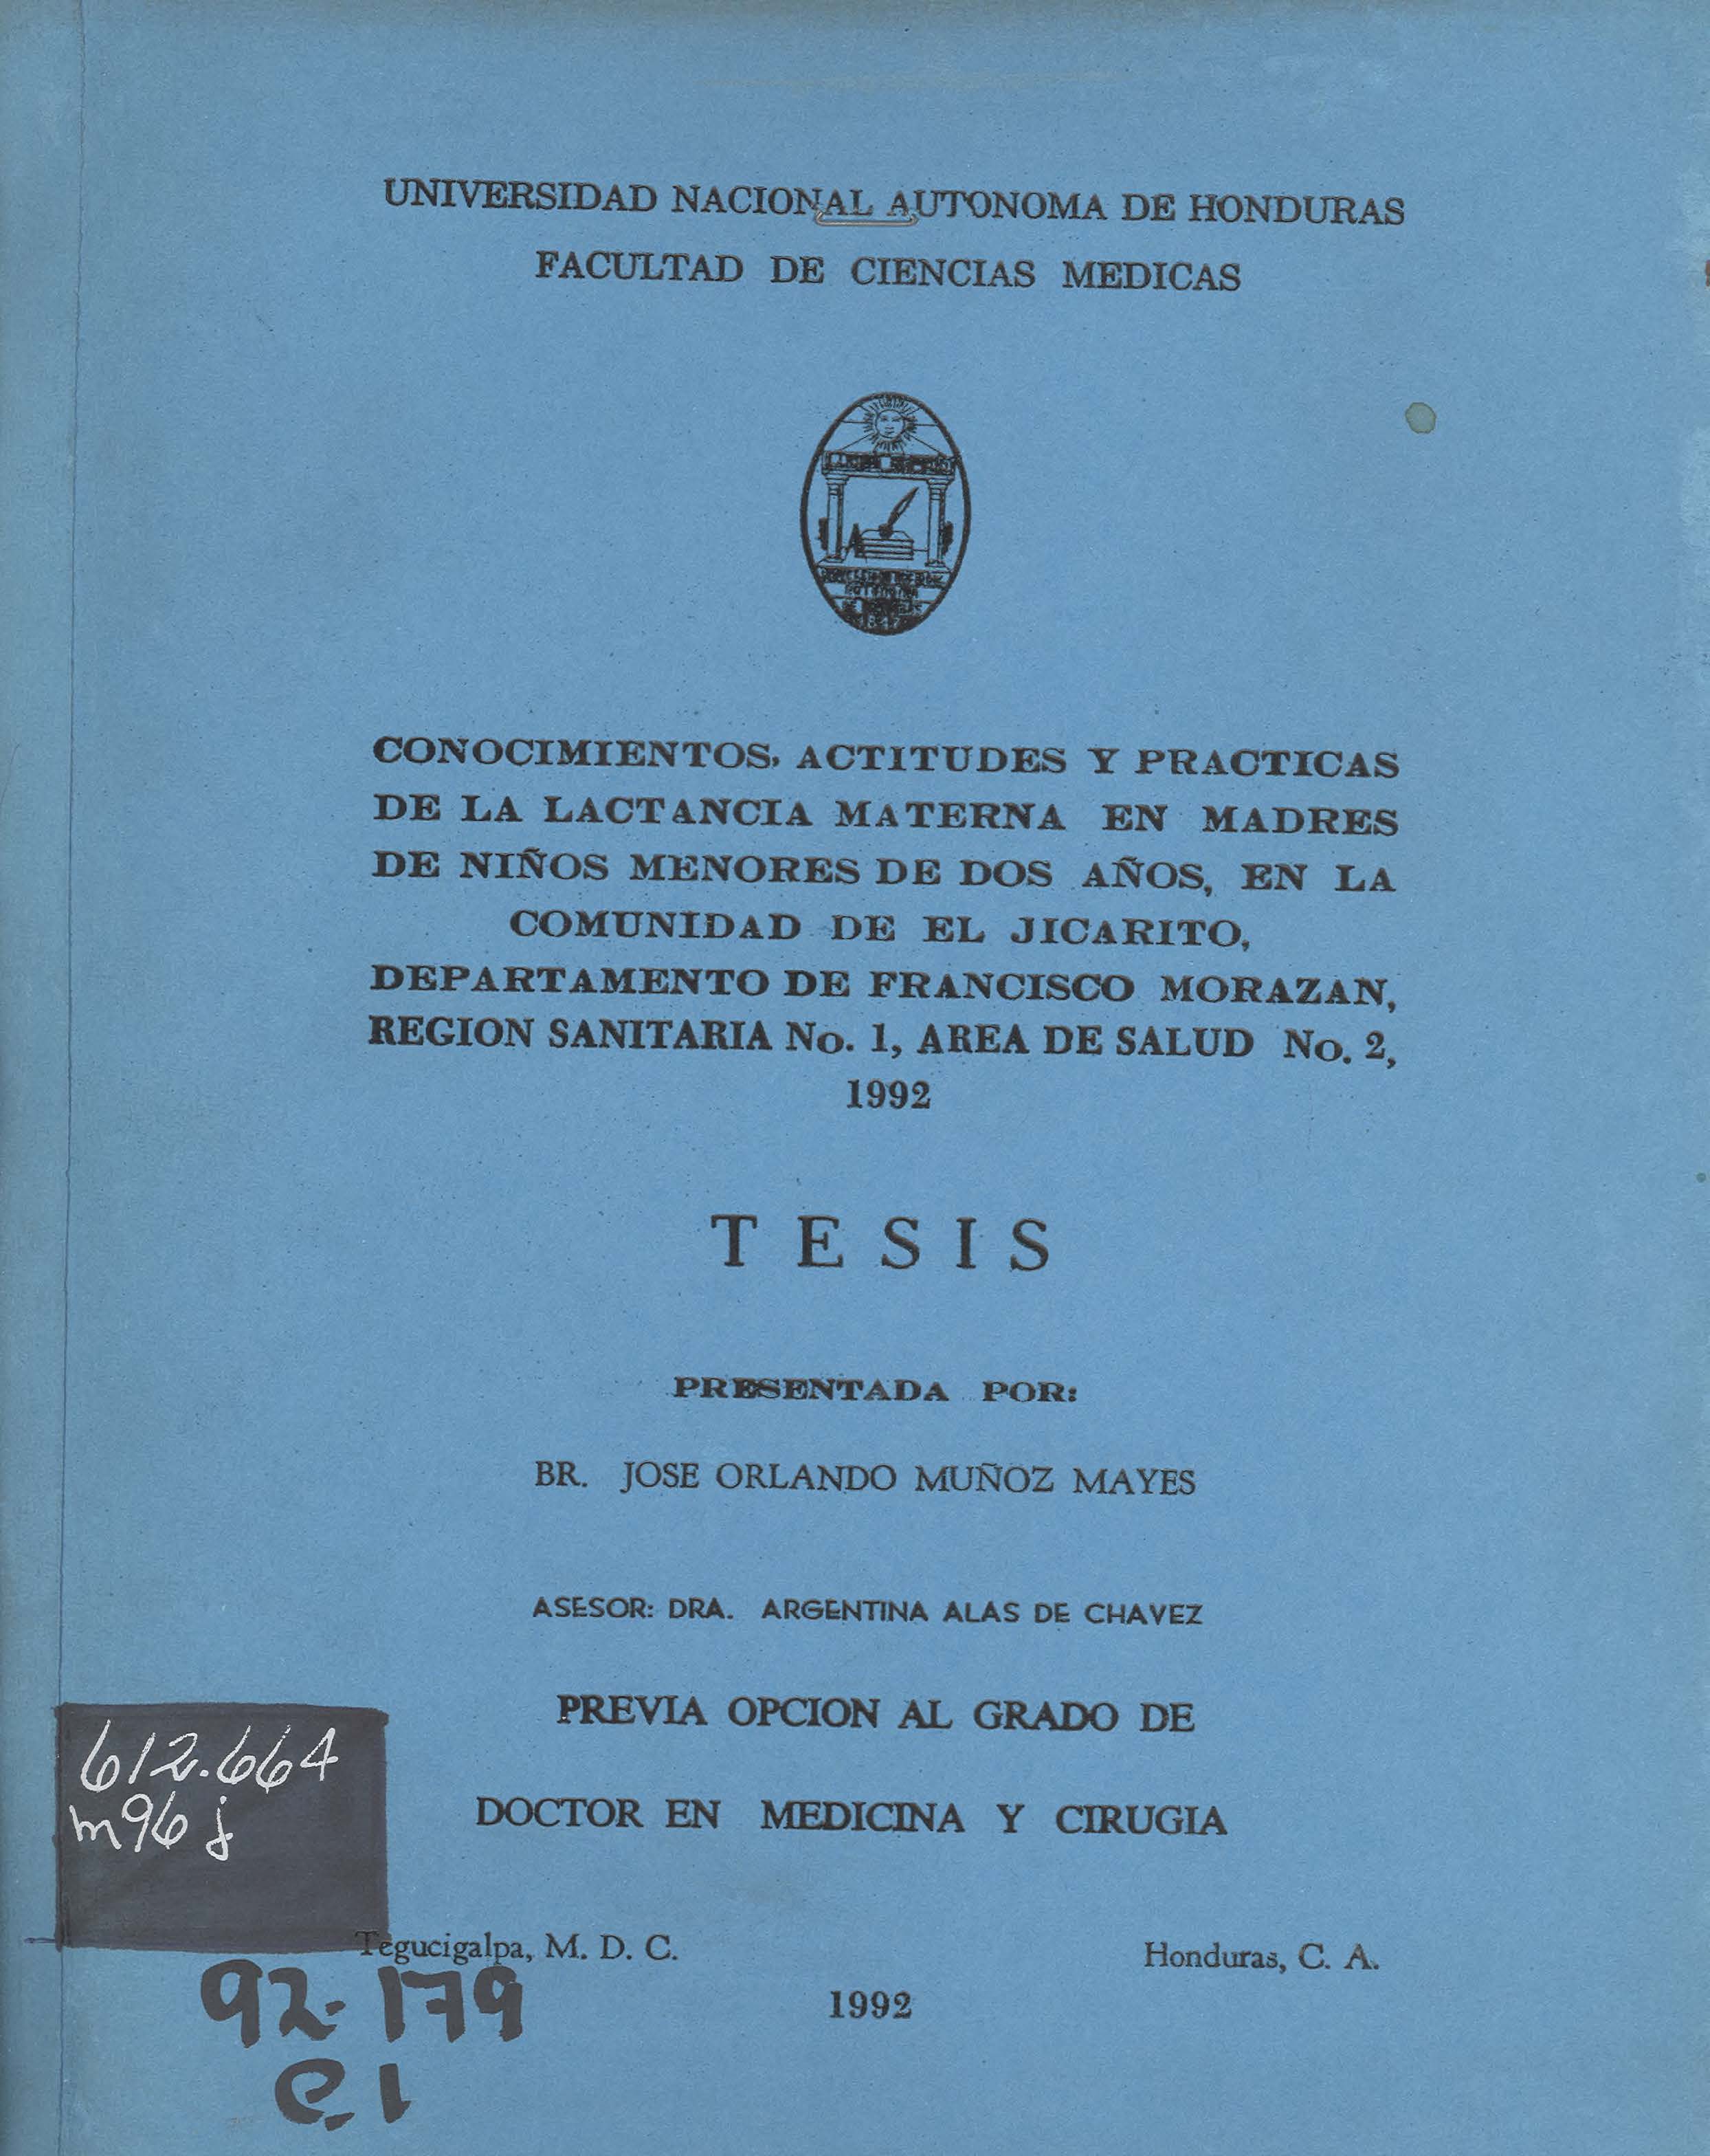 UNIVERSIDAD NACIONAL AUTONOMA DE HONDURAS
FACULTAD DE CIENCIAS MEDICAS
1847
CONOCIMIENTOS, ACTITUDES Y PRACTICAS
DE LA LACTANCIA MATERNA EN MADRES
DE NIÑOS MENORES DE DOS AÑOS, EN LA
COMUNIDAD DE EL JICARITO,
DEPARTAMENTO DE FRANCISCO MORAZAN,
REGION SANITARIA No. 1, AREA DE SALUD No. 2,
1992
TESIS
PRESENTADA POR:
BR. JOSE ORLANDO MUÑOZ MAYES
ASESOR: DRA. ARGENTINA ALAS DE CHAVEZ
PREVIA OPCION AL GRADO DE
DOCTOR EN MEDICINA Y CIRUGIA
612.664
m96j
Tegucigalpa, M. D. C. Honduras, C. A.
1992
92-179
C.1